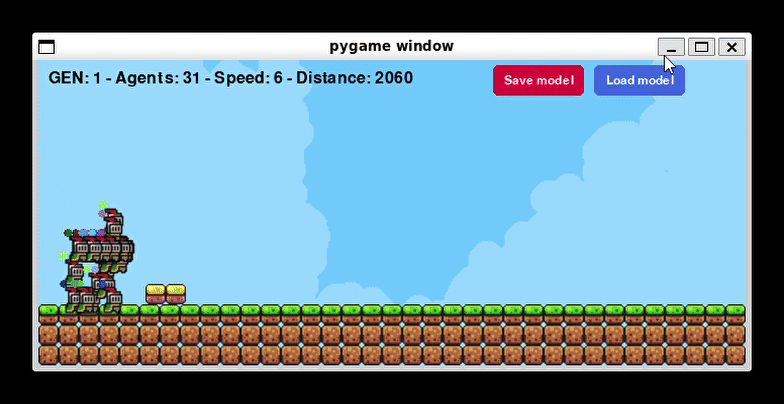 pygame window
GEN: 1 - Agents: 31 - Speed: 6 - Distance: 2060
Save model
Load model